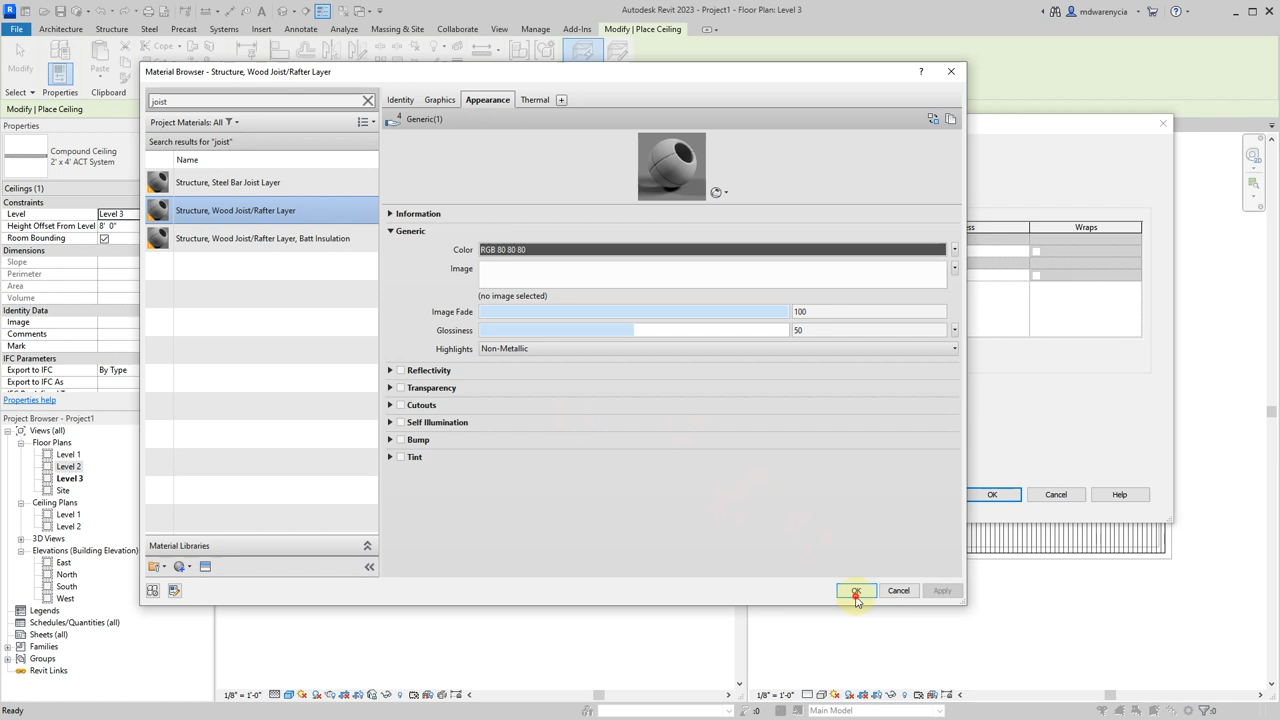 Autodesk Revit 2023 - Project1 - Floor Plan: Level 3
mdwarenycia
File Architecture Structure Steel Precast Systems Insert Annotate Analyze Massing & Site Collaborate View Manage Add-Ins Modify | Place Ceiling
Modify
Cope
Paste
Select Properties Clipboard
Modify | Place Ceiling
Properties
Compound Ceiling
2' x 4' ACT System
Ceilings (1)
Constraints
Level Level 3
Height Offset From Level 8' 0"
Room Bounding
Dimensions
Slope
Perimeter
Area
Volume
Identity Data
Image
Comments
Mark
IFC Parameters
Export to IFC By Type
Export to IFC As
Properties help
Project Browser - Project1
Views (all)
Floor Plans
Level 1
Level 2
Level 3
Site
Ceiling Plans
Level 1
Level 2
3D Views
Elevations (Building Elevation)
East
North
South
West
Legends
Schedules/Quantities (all)
Sheets (all)
Families
Groups
Revit Links
Material Browser - Structure, Wood Joist/Rafter Layer
?
joist
Project Materials: All
Search results for "joist"
Name
Structure, Steel Bar Joist Layer
Structure, Wood Joist/Rafter Layer
Structure, Wood Joist/Rafter Layer, Batt Insulation
Material Libraries
Identity Graphics Appearance Thermal
4
Generic(1)
Information
Generic
Color RGB 80 80 80
Image
(no image selected)
Image Fade 100
Glossiness 50
Highlights Non-Metallic
Reflectivity
Transparency
Cutouts
Self Illumination
Bump
Tint
OK Cancel Apply
ess Wraps
OK Cancel Help
1/8" = 1'-0"
1/8" = 1'-0"
Ready
:0
Main Model
:0